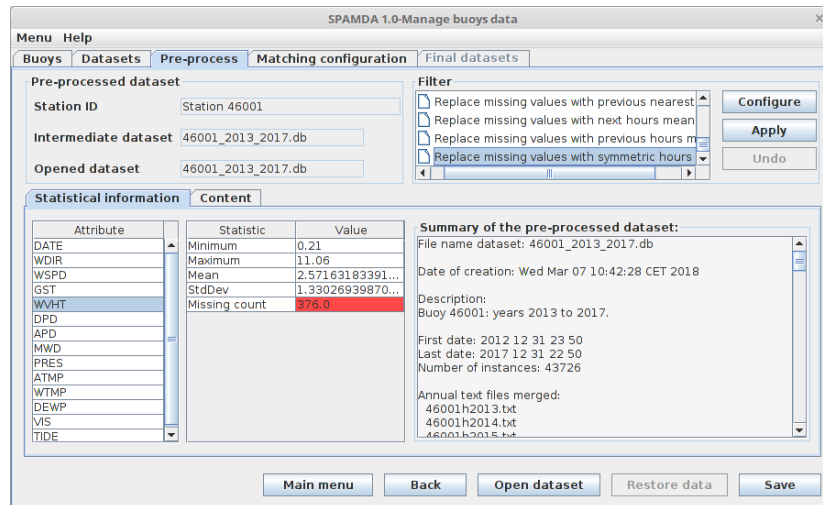 SPAMDA 1.0-Manage buoys data
Menu Help
Buoys Datasets Pre-process Matching configuration Final datasets
Pre-processed dataset
Station ID Station 46001
Intermediate dataset 46001_2013_2017.db
Opened dataset 46001_2013_2017.db
Filter
Replace missing values with previous nearest
Replace missing values with next hours mean
Replace missing values with previous hours m
Replace missing values with symmetric hours
Configure
Apply
Undo
Statistical information Content
Attribute
DATE
WDIR
WSPD
GST
WVHT
DPD
APD
MWD
PRES
ATMP
WTMP
DEWP
VIS
TIDE
Statistic Value
Minimum 0.21
Maximum 11.06
Mean 2.57163183391...
StdDev 1.33026939870...
Missing count 376.0
Summary of the pre-processed dataset:
File name dataset: 46001_2013_2017.db
Date of creation: Wed Mar 07 10:42:28 CET 2018
Description:
Buoy 46001: years 2013 to 2017.
First date: 2012 12 31 23 50
Last date: 2017 12 31 22 50
Number of instances: 43726
Annual text files merged:
46001h2013.txt
46001h2014.txt
46001h2015.txt
Main menu Back Open dataset Restore data Save